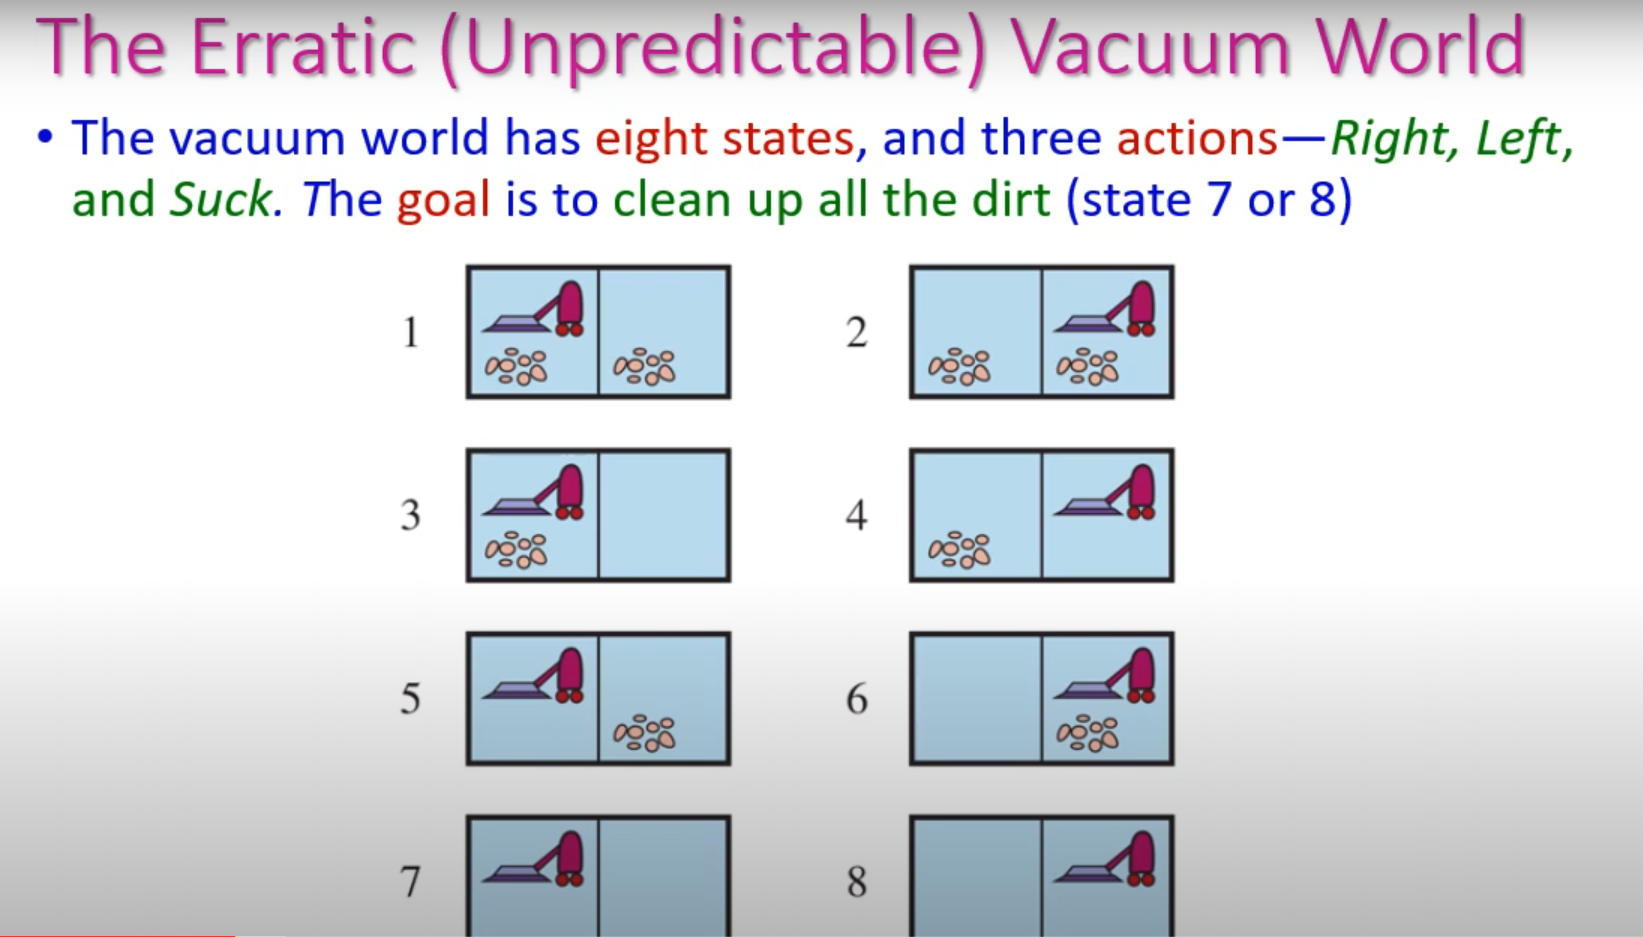 The Erratic (Unpredictable) Vacuum World
• The vacuum world has eight states, and three actions—Right, Left,
and Suck. The goal is to clean up all the dirt (state 7 or 8)
1 2
3 4
5 6
7 8